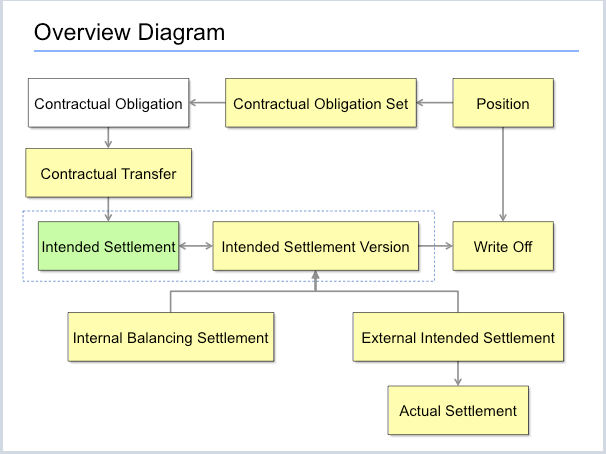 Overview Diagram
Contractual Obligation
Contractual Obligation Set
Position
Contractual Transfer
Intended Settlement
Intended Settlement Version
Write Off
Internal Balancing Settlement
External Intended Settlement
Actual Settlement